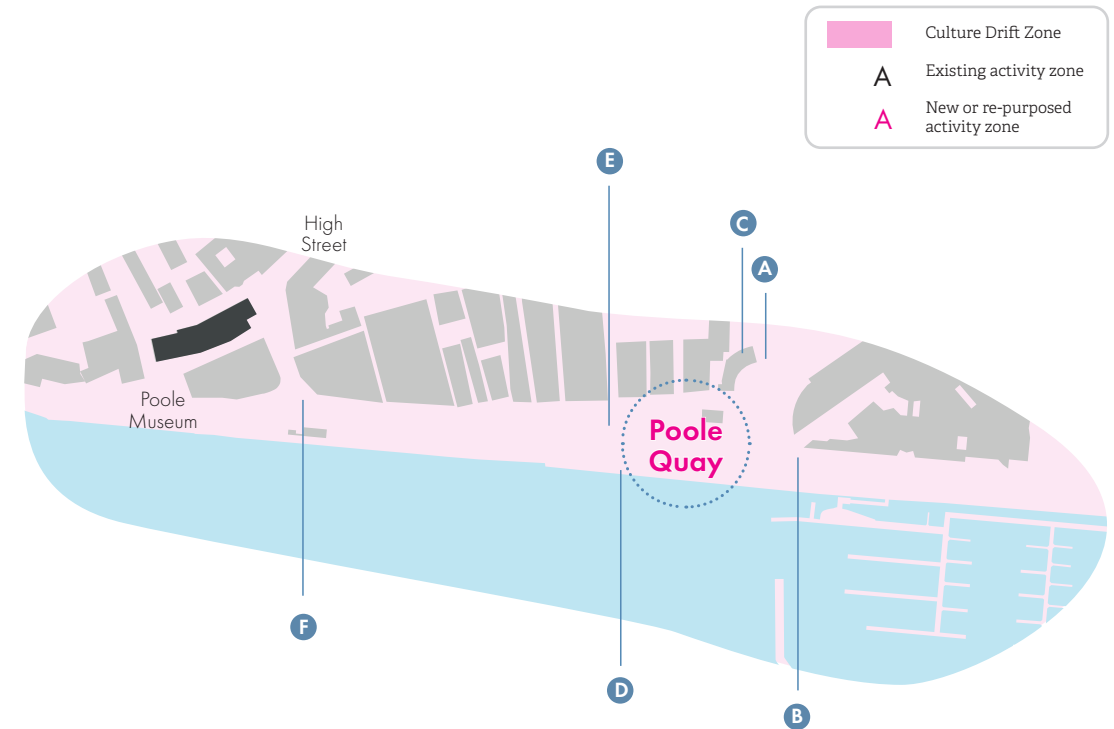 Culture Drift Zone
A
Existing activity zone
A
New or re-purposed
activity zone
E
C
High
Street
A
Poole
Museum
Poole
Quay
F
D
B